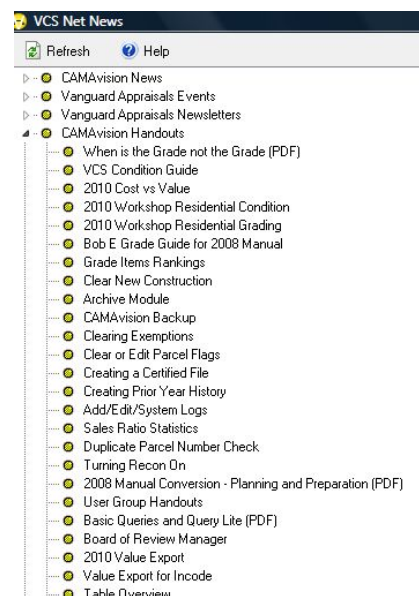 VCS Net News
Refresh Help
CAMAvision News
Vanguard Appraisals Events
Vanguard Appraisals Newsletters
CAMAvision Handouts
When is the Grade not the Grade (PDF)
VCS Condition Guide
2010 Cost vs Value
2010 Workshop Residential Condition
2010 Workshop Residential Grading
Bob E Grade Guide for 2008 Manual
Grade Items Rankings
Clear New Construction
Archive Module
CAMAvision Backup
Clearing Exemptions
Clear or Edit Parcel Flags
Creating a Certified File
Creating Prior Year History
Add/Edit/System Logs
Sales Ratio Statistics
Duplicate Parcel Number Check
Turning Recon On
2008 Manual Conversion - Planning and Preparation (PDF)
User Group Handouts
Basic Queries and Query Lite (PDF)
Board of Review Manager
2010 Value Export
Value Export for Incode
Table Overview